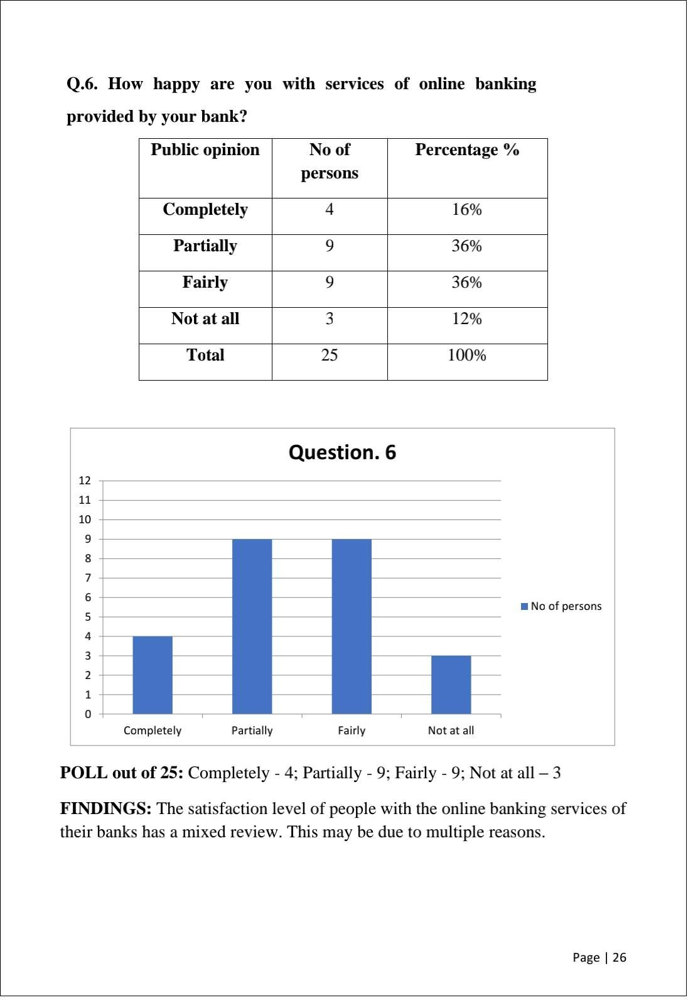 Q.6. How happy are you with services of online banking
provided by your bank?
Public opinion No of Percentage %
persons
Completely 4 16%
Partially 9 36%
Fairly 9 36%
Not at all 3 12%
Total 25 100%
Question. 6
12
11
10
9
8
7
6
5
4
3
2
1
0
No of persons
Completely Partially Fairly Not at all
POLL out of 25: Completely - 4; Partially - 9; Fairly - 9; Not at all – 3
FINDINGS: The satisfaction level of people with the online banking services of
their banks has a mixed review. This may be due to multiple reasons.
Page | 26